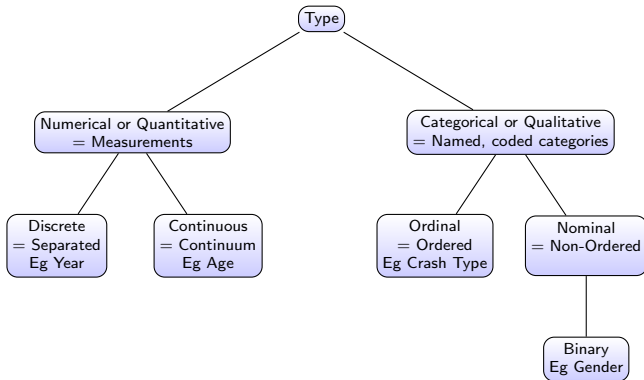 Type
Numerical or Quantitative
= Measurements
Categorical or Qualitative
= Named, coded categories
Discrete
= Separated
Eg Year
Continuous
= Continuum
Eg Age
Ordinal
= Ordered
Eg Crash Type
Nominal
= Non-Ordered
Binary
Eg Gender